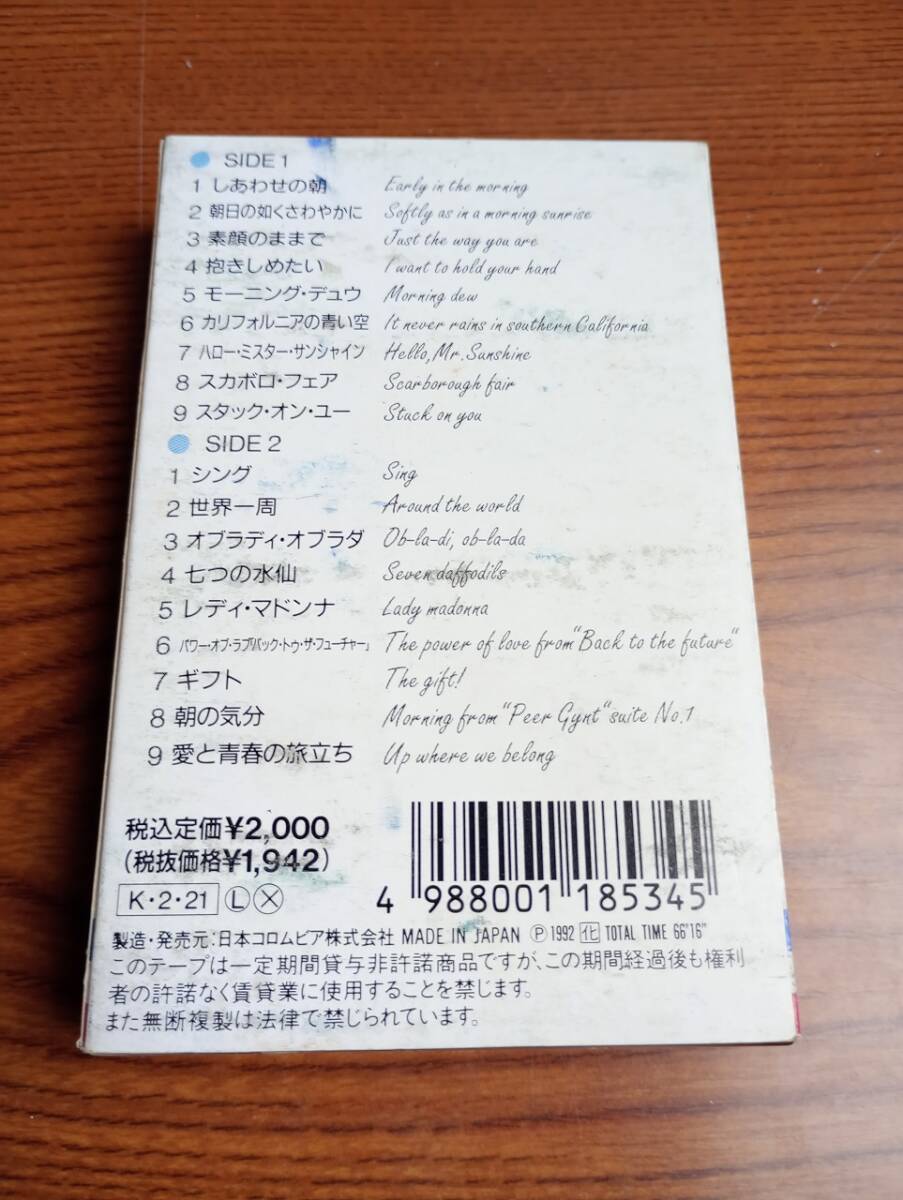 SIDE 1
1 しあわせの朝 Early in the morning
2 朝日の如くさわやかに Softly as in a morning sunrise
3 素顔のままで Just the way you are
4 抱きしめたい I want to hold your hand
5 モーニング・デュウ Morning dew
6 カリフォルニアの青い空 It never rains in southern California
7 ハロー・ミスター・サンシャイン Hello, Mr. Sunshine
8 スカボロ・フェア Scarborough fair
9 スタック・オン・ユー Stuck on you
SIDE 2
1 シング Sing
2 世界一周 Around the world
3 オブラディ・オブラダ Ob-la-di, ob-la-da
4 七つの水仙 Seven daffodils
5 レディ・マドンナ Lady madonna
6 パワー・オブ・ラブ「バック・トゥ・ザ・フューチャー」 The power of love from "Back to the future"
7 ギフト The gift!
8 朝の気分 Morning from "Peer Gynt" suite No.1
9 愛と青春の旅立ち Up where we belong
税込定価¥2,000
(税抜価格¥1,942)
K・2・21 L X
4 988001 185345
製造・発売元:日本コロムビア株式会社 MADE IN JAPAN Ⓟ 1992 化 TOTAL TIME 66'16"
このテープは一定期間貸与非許諾商品ですが、この期間経過後も権利
者の許諾なく賃貸業に使用することを禁じます。
また無断複製は法律で禁じられています。